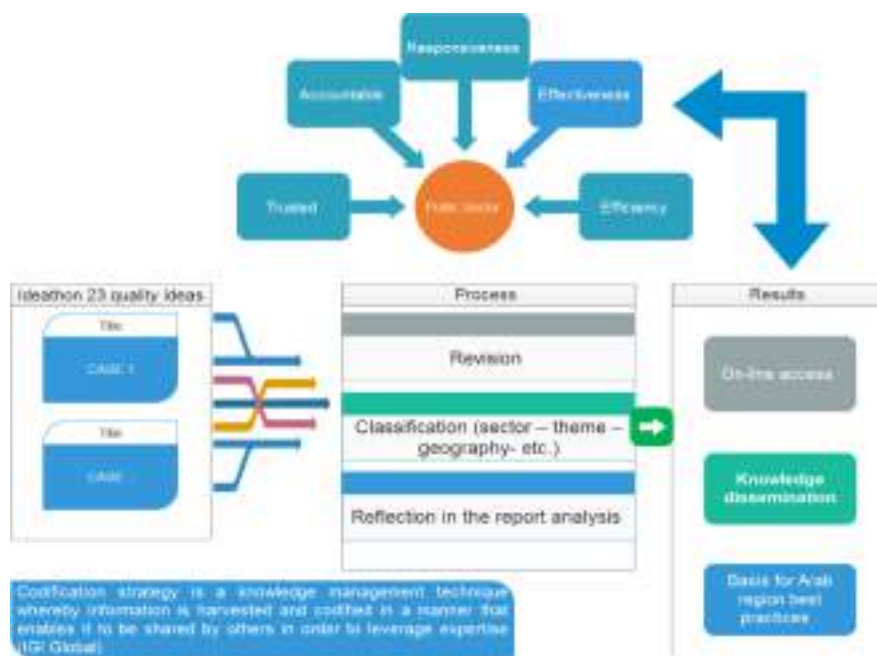 Responsiveness
Accountable
Effectiveness
Trusted
Public Sector
Efficiency
Ideathon 23 quality ideas
Process
Results
Title
CASE 1
Revision
On-line access
Classification (sector – theme –
geography- etc.)
Title
CASE ..
Knowledge
dissemination
Reflection in the report analysis
Basis for Arab
region best
practices
Codification strategy is a knowledge management technique
whereby information is harvested and codified in a manner that
enables it to be shared by others in order to leverage expertise
(IGI Global)